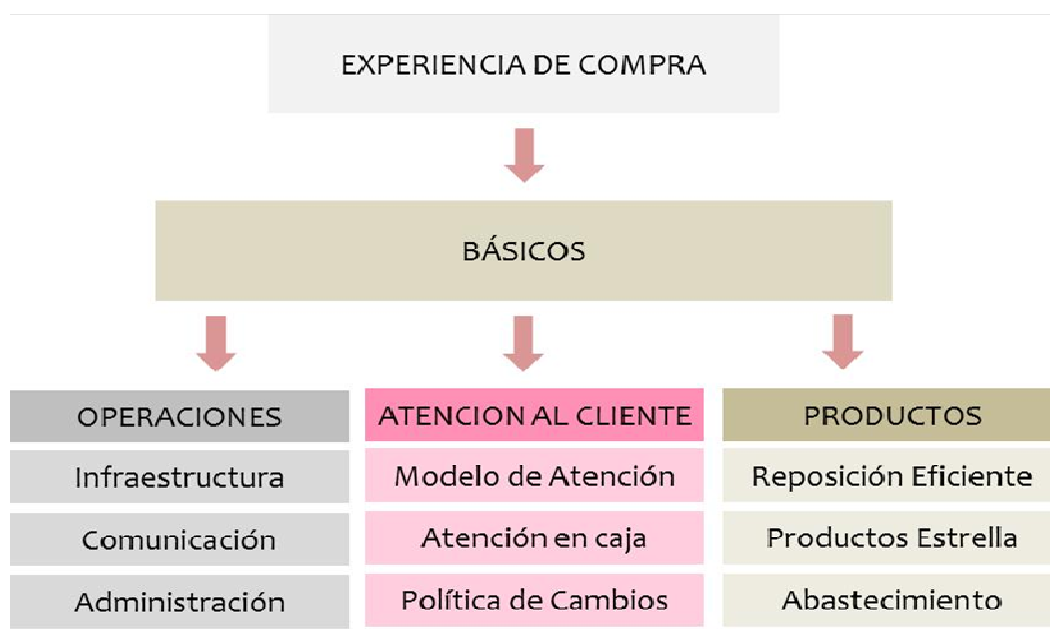 EXPERIENCIA DE COMPRA
BÁSICOS
OPERACIONES
Infraestructura
Comunicación
Administración
ATENCION AL CLIENTE
Modelo de Atención
Atención en caja
Política de Cambios
PRODUCTOS
Reposición Eficiente
Productos Estrella
Abastecimiento